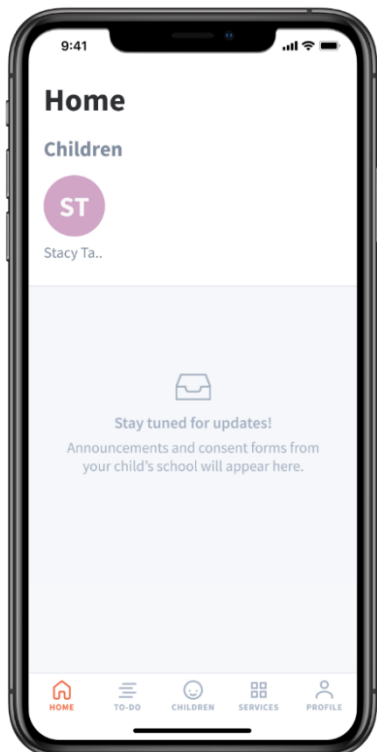 9:41
Home
Children
ST
Stacy Ta..
Stay tuned for updates!
Announcements and consent forms from
your child's school will appear here.
HOME TO-DO CHILDREN SERVICES PROFILE